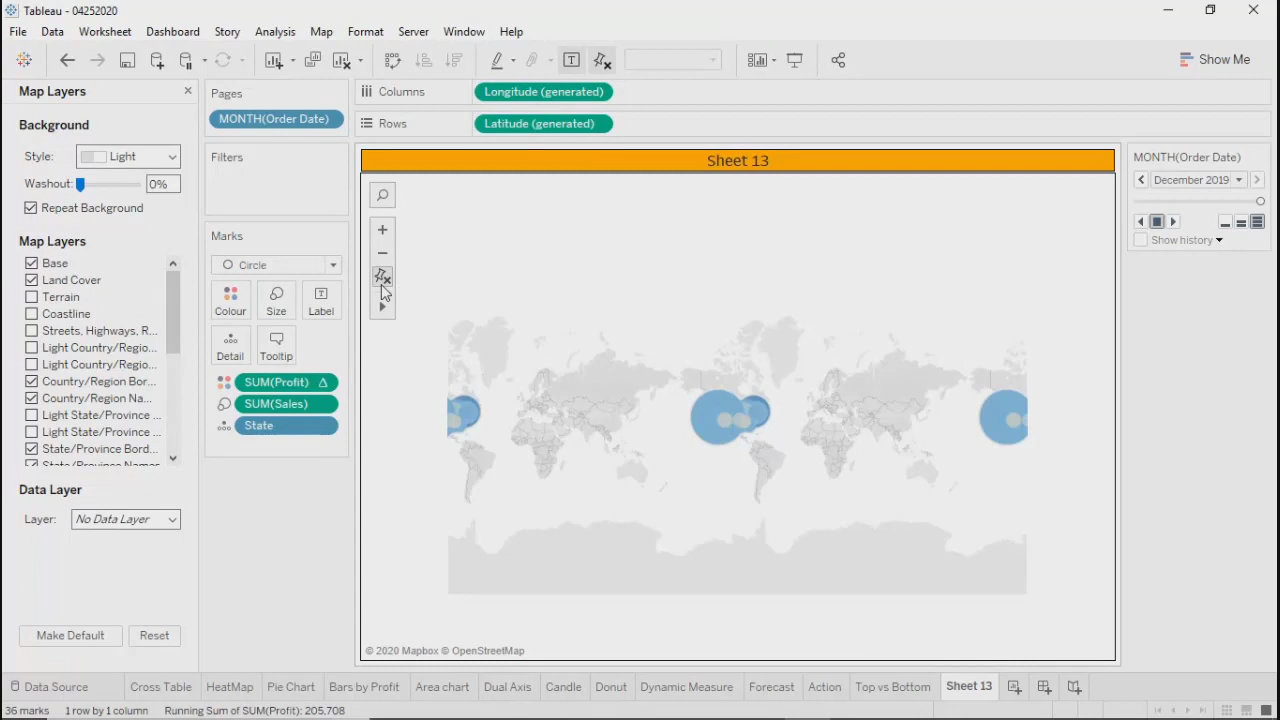 Tableau - 04252020
File Data Worksheet Dashboard Story Analysis Map Format Server Window Help
Show Me
Map Layers
Background
Style: Light
Washout: 0%
Repeat Background
Map Layers
Base
Land Cover
Terrain
Coastline
Streets, Highways, R...
Light Country/Regio...
Light Country/Regio...
Country/Region Bor...
Country/Region Na...
Light State/Province ...
Light State/Province ...
State/Province Bord...
State/Province Names
Data Layer
Layer: No Data Layer
Make Default Reset
Pages
MONTH(Order Date)
Filters
Marks
Circle
Colour Size Label
Detail Tooltip
SUM(Profit) Δ
SUM(Sales)
State
Columns Longitude (generated)
Rows Latitude (generated)
Sheet 13
© 2020 Mapbox © OpenStreetMap
MONTH(Order Date)
December 2019
Show history
Data Source Cross Table HeatMap Pie Chart Bars by Profit Area chart Dual Axis Candle Donut Dynamic Measure Forecast Action Top vs Bottom Sheet 13
36 marks 1 row by 1 column Running Sum of SUM(Profit): 205,708